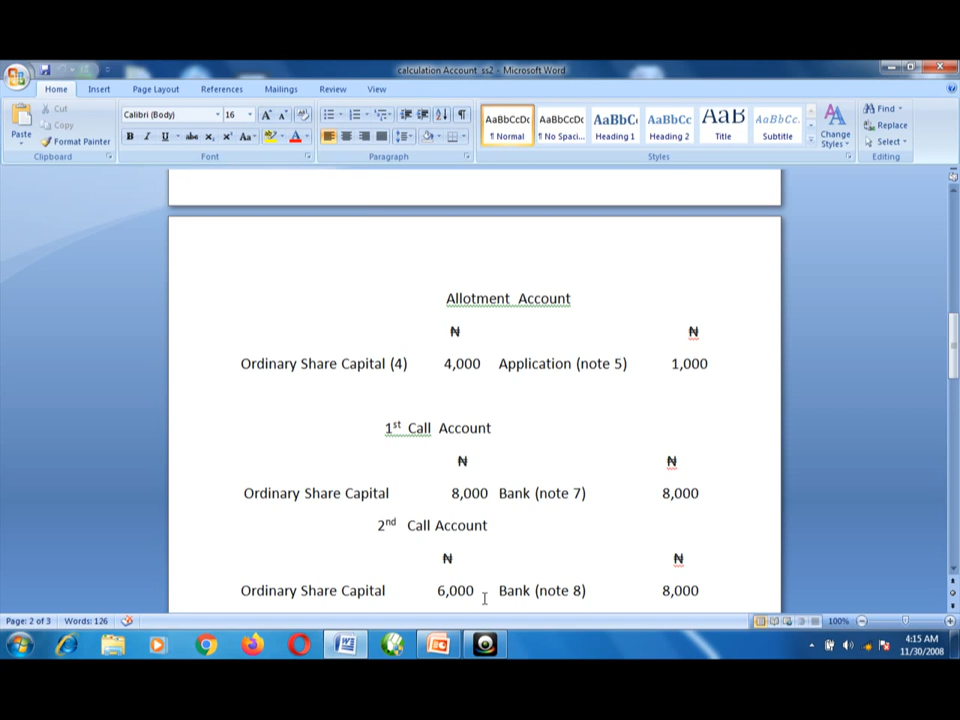 calculation Account ss2 - Microsoft Word
Home Insert Page Layout References Mailings Review View
Cut
Copy
Format Painter
Paste
Calibri (Body) 16
AaBbCcDc AaBbCcDc AaBbC AaBbCc AaB AaBbCc.
¶ Normal ¶ No Spaci... Heading 1 Heading 2 Title Subtitle
Change
Styles
Find
Replace
Select
Clipboard Font Paragraph Styles Editing
Allotment Account
₦ ₦
Ordinary Share Capital (4) 4,000 Application (note 5) 1,000
1st Call Account
₦ ₦
Ordinary Share Capital 8,000 Bank (note 7) 8,000
2nd Call Account
₦ ₦
Ordinary Share Capital 6,000 Bank (note 8) 8,000
Page: 2 of 3 Words: 126 100%
4:15 AM
11/30/2008